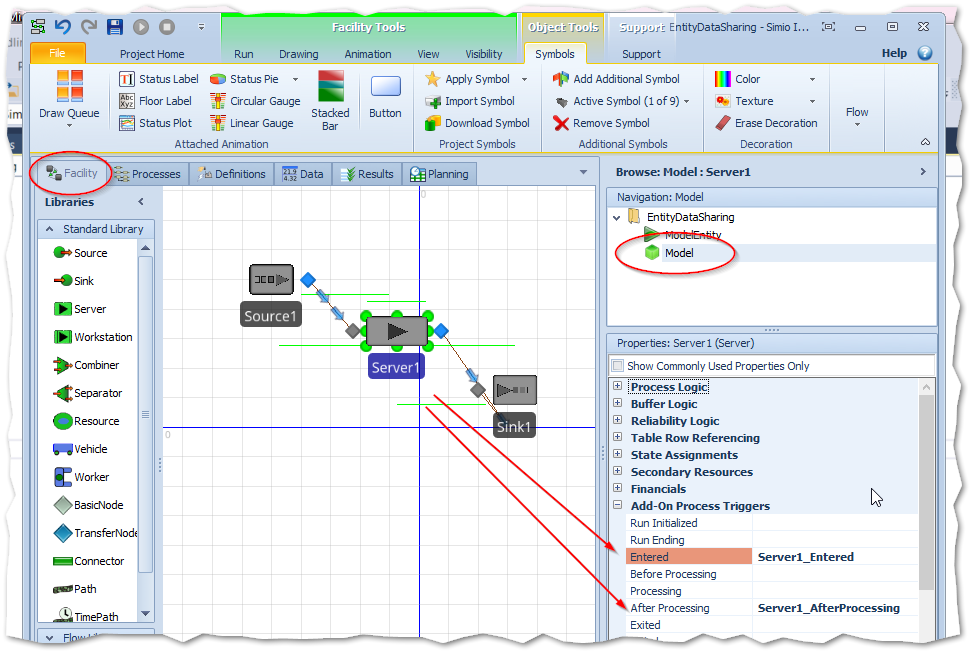 Facility Tools
Object Tools
Support
EntityDataSharing - Simio I...
File
Project Home
Run
Drawing
Animation
View
Visibility
Symbols
Support
Help
Draw Queue
Status Label
Floor Label
Status Plot
Status Pie
Circular Gauge
Linear Gauge
Stacked
Bar
Button
Attached Animation
Apply Symbol
Import Symbol
Download Symbol
Project Symbols
Add Additional Symbol
Active Symbol (1 of 9)
Remove Symbol
Additional Symbols
Color
Texture
Erase Decoration
Decoration
Flow
Facility
Processes
Definitions
Data
Results
Planning
Libraries
Standard Library
Source
Sink
Server
Workstation
Combiner
Separator
Resource
Vehicle
Worker
BasicNode
TransferNode
Connector
Path
TimePath
0
0
Source1
Server1
Sink1
Browse: Model : Server1
Navigation: Model
EntityDataSharing
ModelEntity
Model
Properties: Server1 (Server)
Show Commonly Used Properties Only
Process Logic
Buffer Logic
Reliability Logic
Table Row Referencing
State Assignments
Secondary Resources
Financials
Add-On Process Triggers
Run Initialized
Run Ending
Entered Server1_Entered
Before Processing
Processing
After Processing Server1_AfterProcessing
Exited